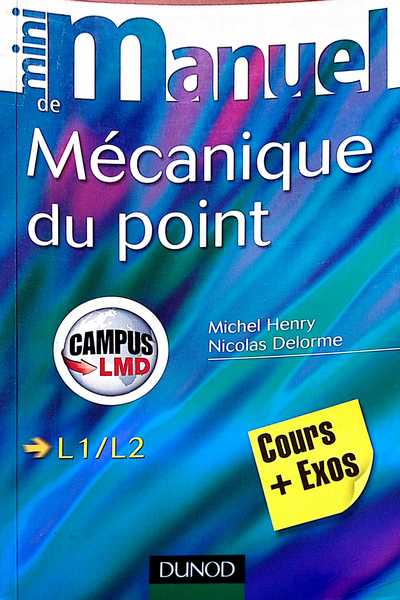 mini
manuel
de
Mécanique
du point
Michel Henry
Nicolas Delorme
CAMPUS
LMD
L1/L2
Cours
+ Exos
DUNOD